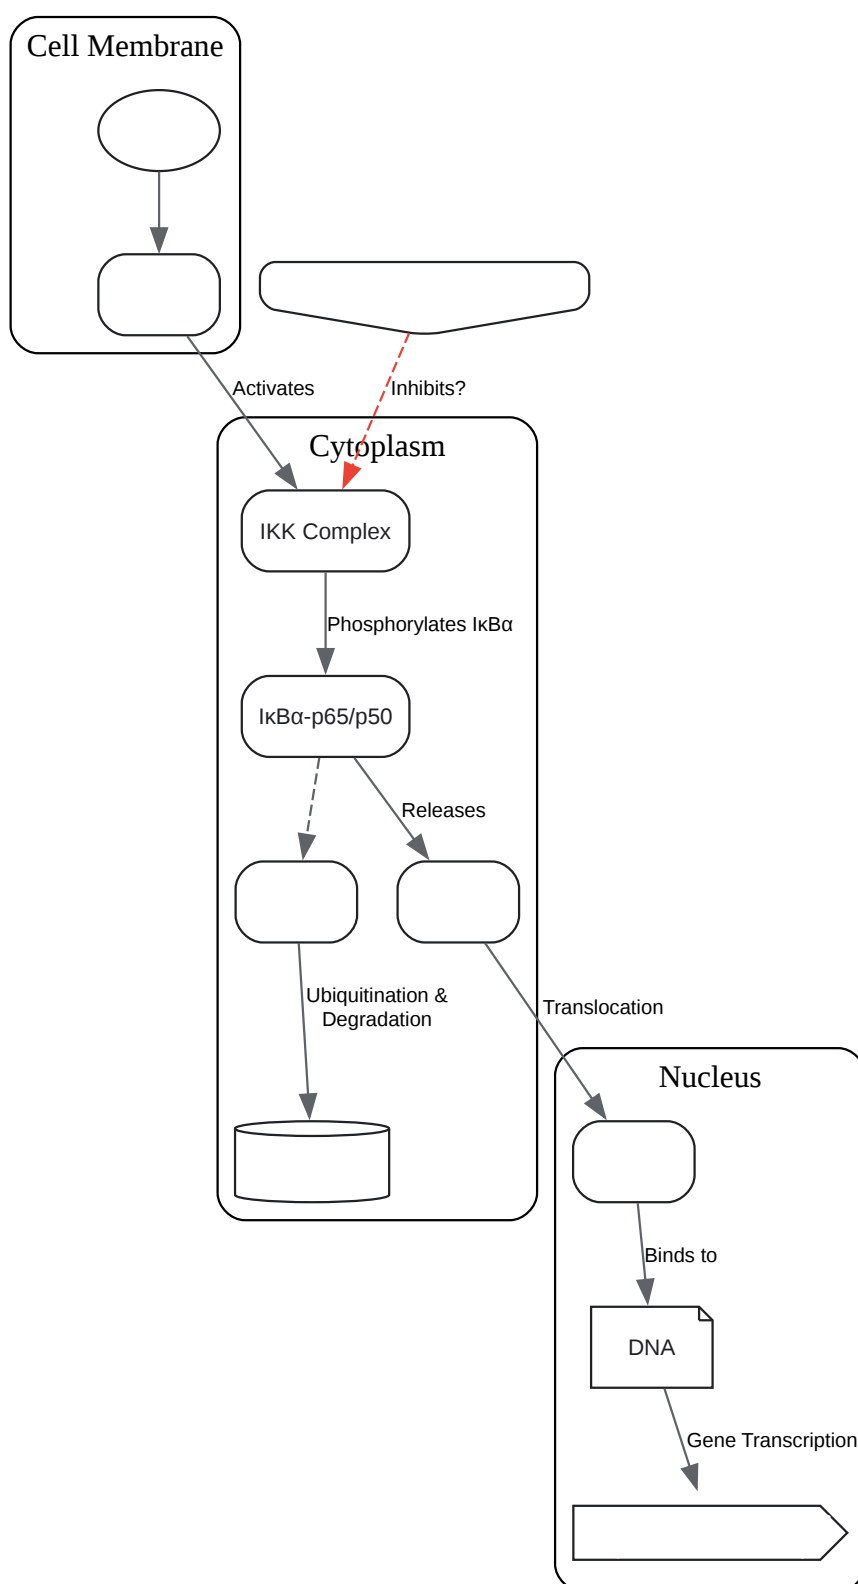 Cell Membrane
Activates
Inhibits?
Cytoplasm
IKK Complex
Phosphorylates IκBα
IκBα-p65/p50
Releases
Ubiquitination &
Degradation
Translocation
Nucleus
Binds to
DNA
Gene Transcription